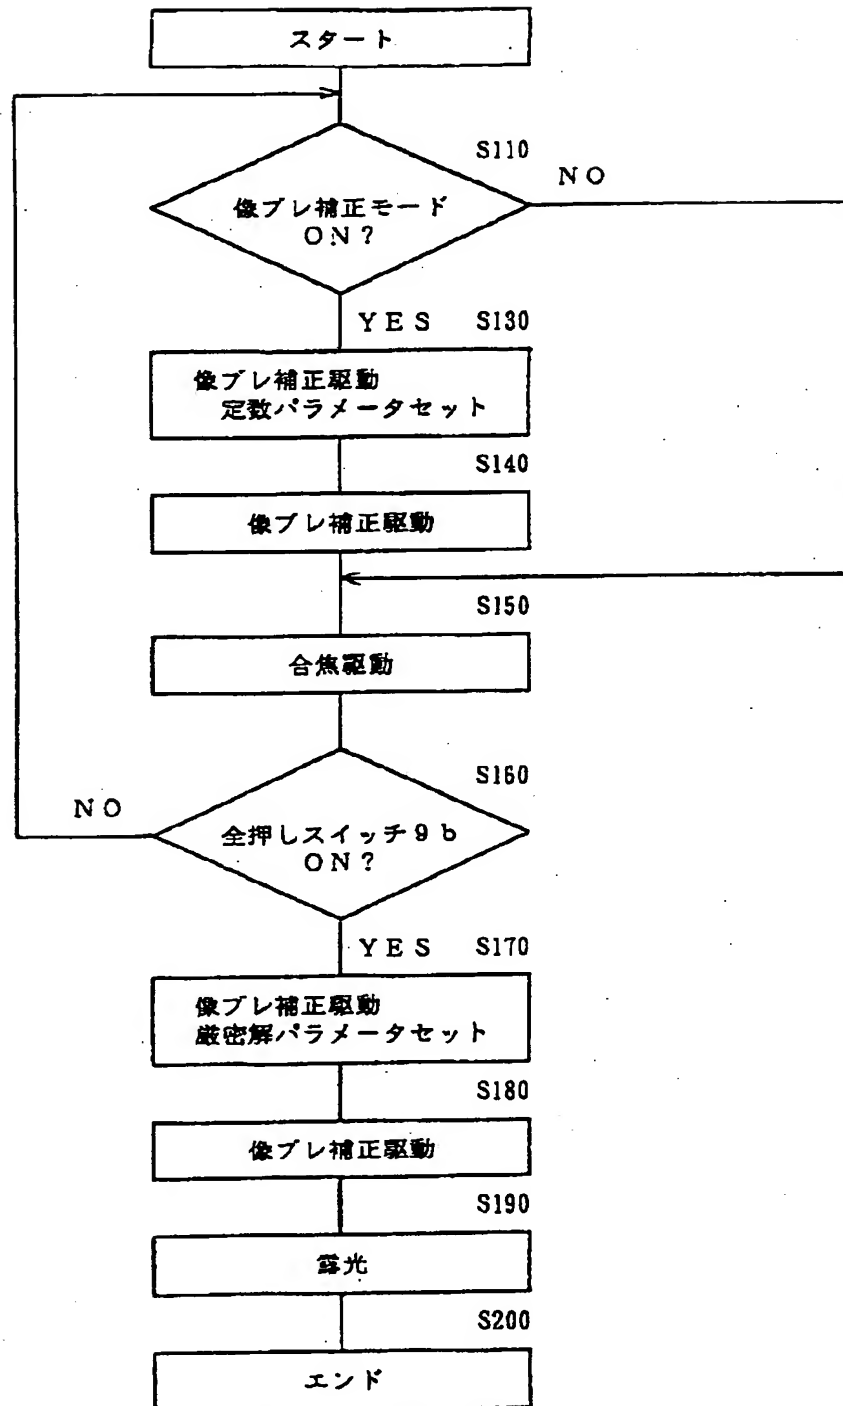 スタート
S110
NO
像ブレ補正モード
ON?
YES S130
像ブレ補正駆動
定数パラメータセット
S140
像ブレ補正駆動
S150
合焦駆動
S160
NO
全押しスイッチ9b
ON?
YES S170
像ブレ補正駆動
厳密解パラメータセット
S180
像ブレ補正駆動
S190
露光
S200
エンド